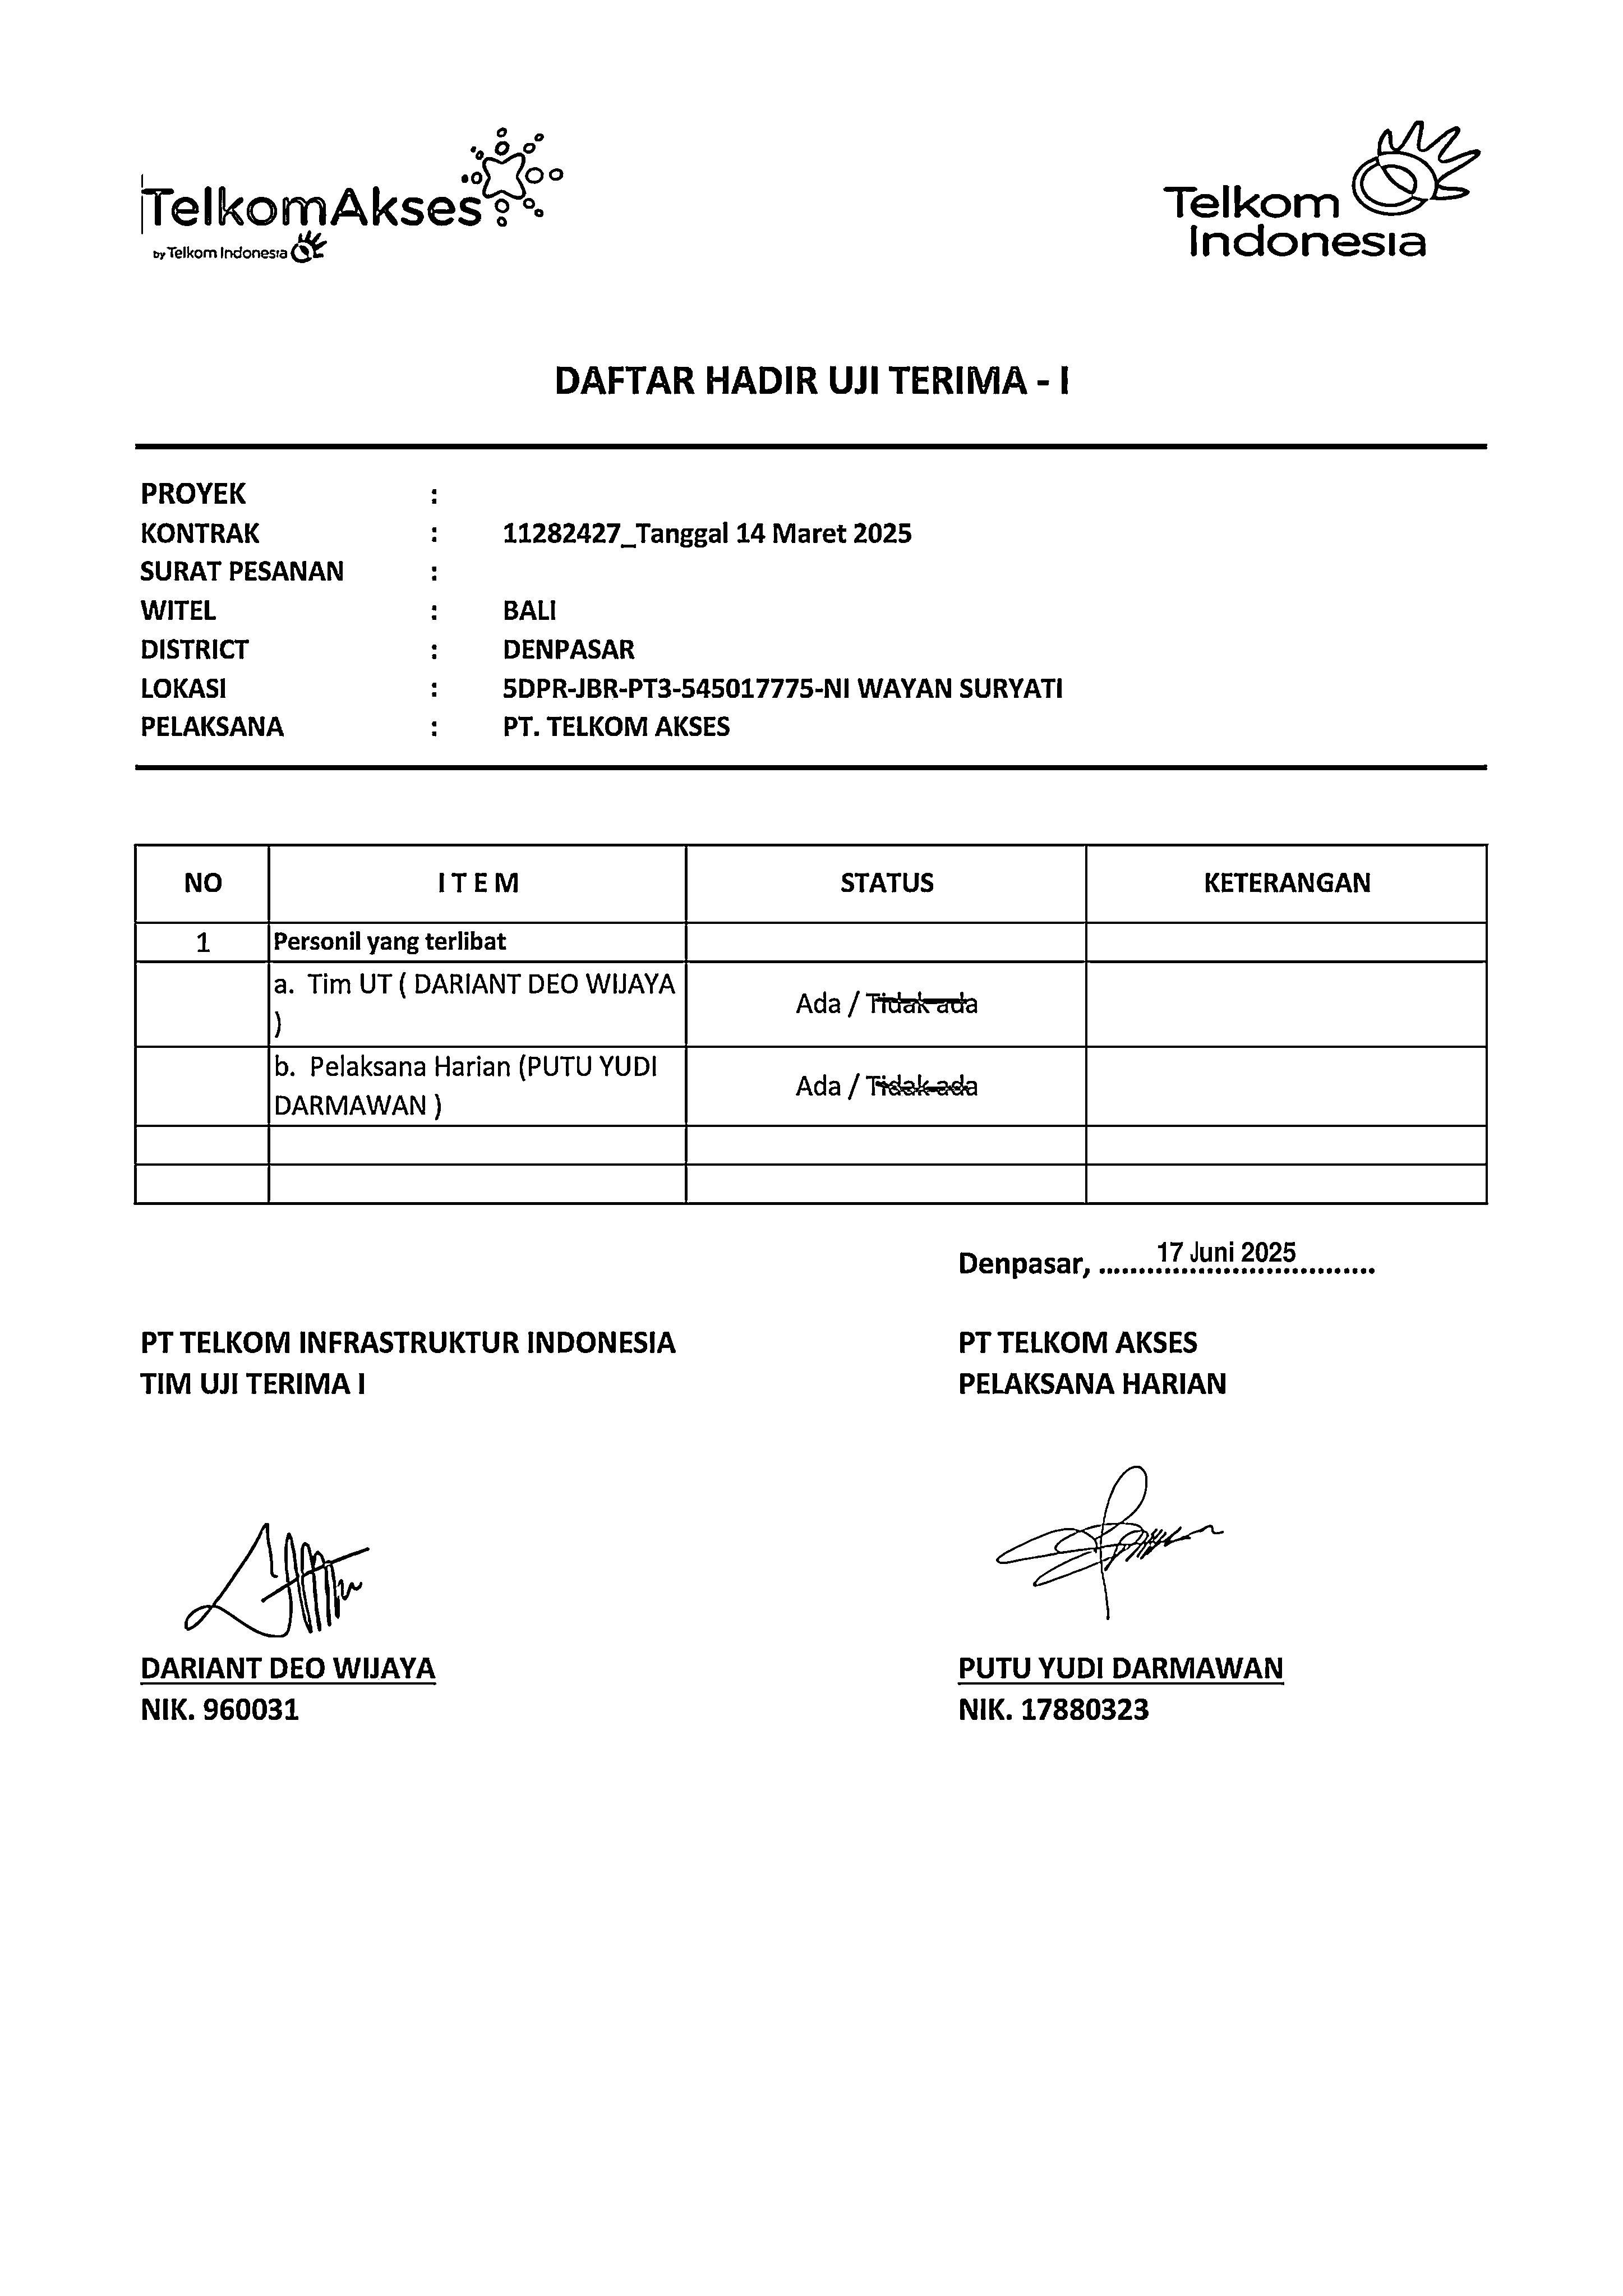 TelkomAkses
by Telkom Indonesia
Telkom
Indonesia
DAFTAR HADIR UJI TERIMA - I
PROYEK :
KONTRAK : 11282427_Tanggal 14 Maret 2025
SURAT PESANAN :
WITEL : BALI
DISTRICT : DENPASAR
LOKASI : 5DPR-JBR-PT3-545017775-NI WAYAN SURYATI
PELAKSANA : PT. TELKOM AKSES
NO I T E M STATUS KETERANGAN
1 Personil yang terlibat
a. Tim UT ( DARIANT DEO WIJAYA
) Ada / Tidak ada
b. Pelaksana Harian (PUTU YUDI
DARMAWAN ) Ada / Tidak ada
Denpasar, 17 Juni 2025
PT TELKOM INFRASTRUKTUR INDONESIA PT TELKOM AKSES
TIM UJI TERIMA I PELAKSANA HARIAN
DARIANT DEO WIJAYA PUTU YUDI DARMAWAN
NIK. 960031 NIK. 17880323